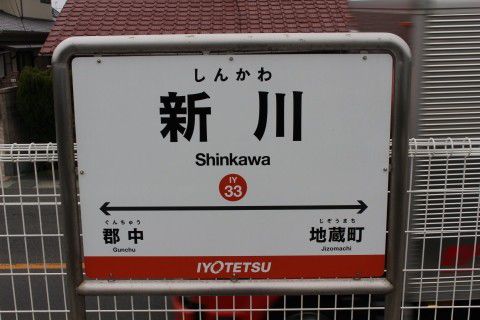 しんかわ
新川
Shinkawa
IY
33
ぐんちゅう じぞうまち
郡中 地蔵町
Gunchu Jizomachi
IYOTETSU